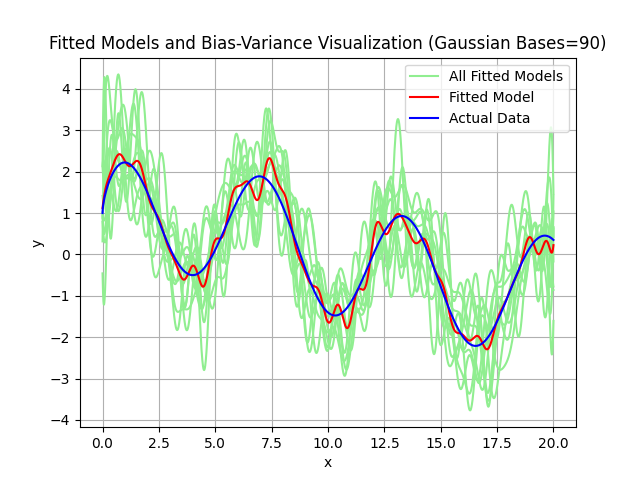 Fitted Models and Bias-Variance Visualization (Gaussian Bases=90)
All Fitted Models
Fitted Model
Actual Data
y
4
3
2
1
0
−1
−2
−3
−4
0.0 2.5 5.0 7.5 10.0 12.5 15.0 17.5 20.0
x